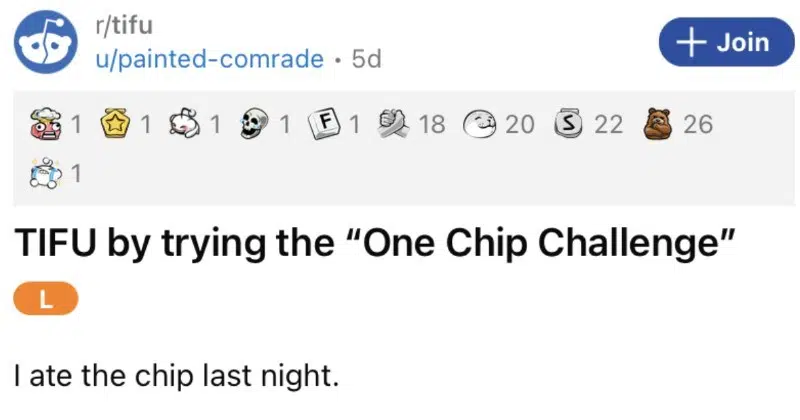 r/tifu
u/painted-comrade • 5d
+ Join
1 1 1 1 F 1 18 20 S 22 26
1
TIFU by trying the “One Chip Challenge”
L
I ate the chip last night.